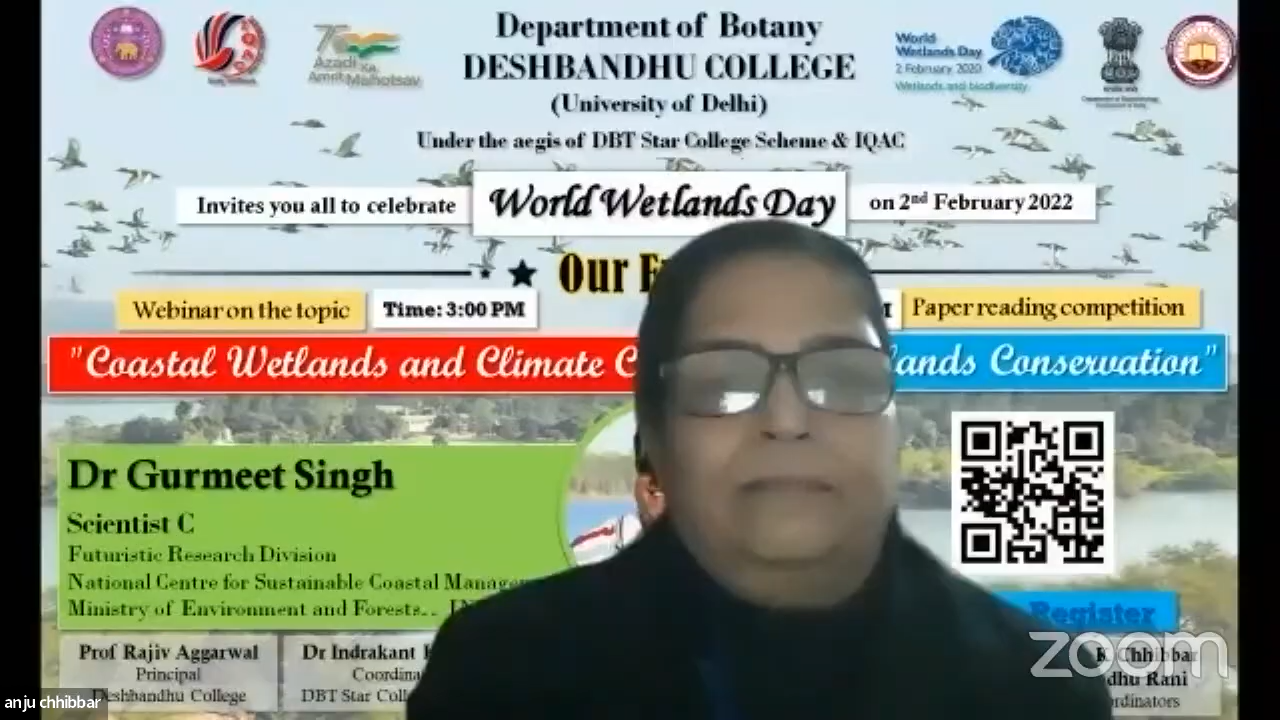 Department of Botany
DESHBANDHU COLLEGE
(University of Delhi)
Under the aegis of DBT Star College Scheme & IQAC
Azadi Ka
Amrit Mahotsav
World
Wetlands Day
2 February 2020
Wetlands and biodiversity
Invites you all to celebrate World Wetlands Day on 2nd February 2022
Our
Webinar on the topic Time: 3:00 PM Paper reading competition
"Coastal Wetlands and Climate C lands Conservation"
Dr Gurmeet Singh
Scientist C
Futuristic Research Division
National Centre for Sustainable Coastal Manage
Ministry of Environment and Forests
Register
zoom
Prof Rajiv Aggarwal
Principal
Deshbandhu College
Dr Indrakant
Coordina
DBT Star Coll
K Chhibbar
dhu Rani
ordinators
anju chhibbar